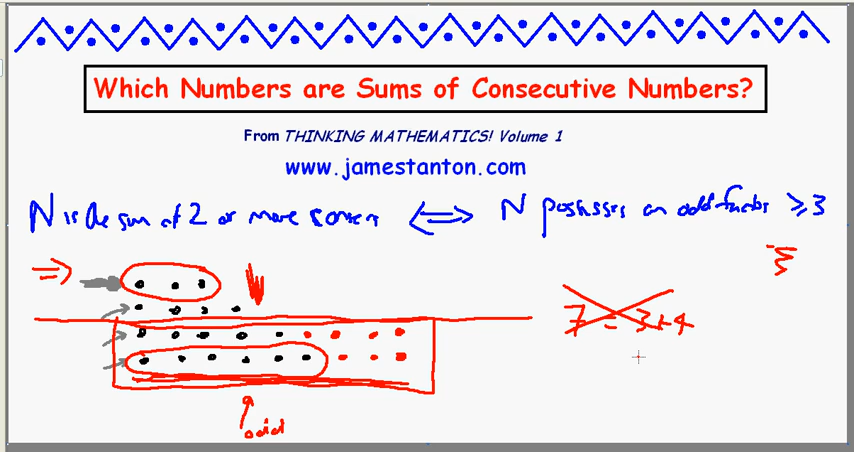 Which Numbers are Sums of Consecutive Numbers?
From THINKING MATHEMATICS! Volume 1
www.jamestanton.com
N is the sum of 2 or more consec ⟺ N possesses an odd factor ≥3
⇒
7 = 3+4
odd